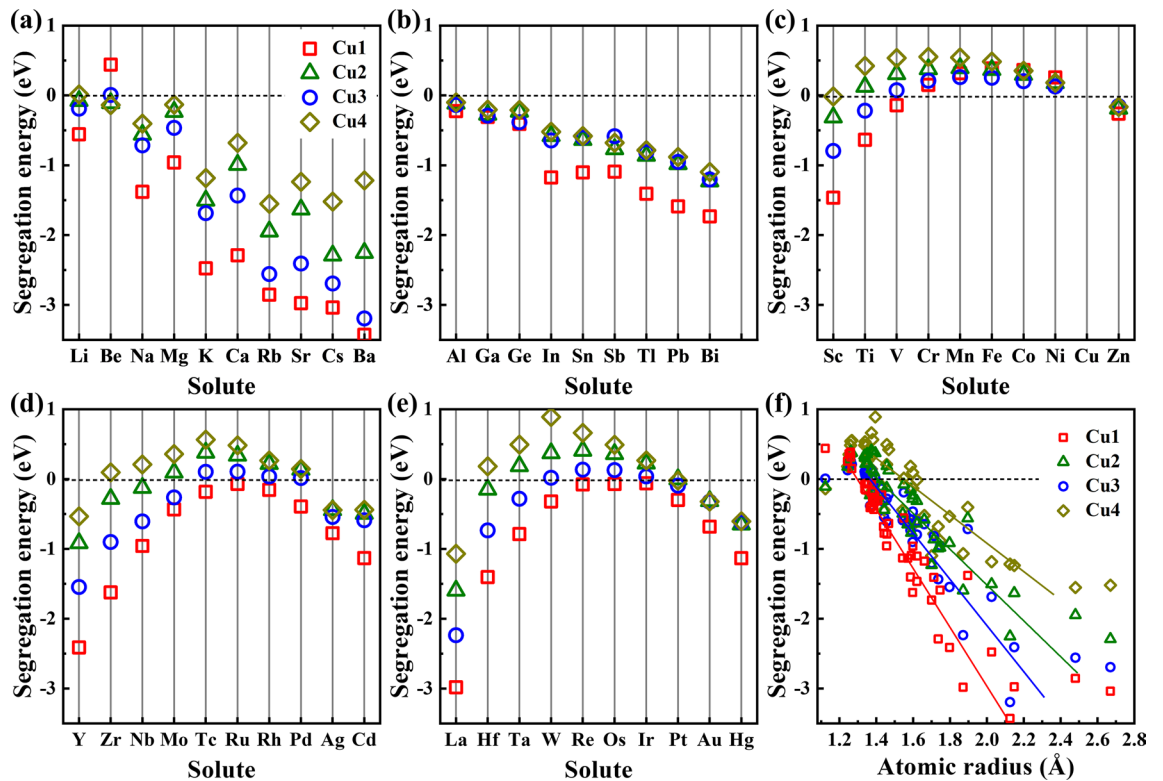 (a)
Segregation energy (eV)
1
0
-1
-2
-3
Cu1
Cu2
Cu3
Cu4
Li Be Na Mg K Ca Rb Sr Cs Ba
Solute
(b)
Segregation energy (eV)
1
0
-1
-2
-3
Al Ga Ge In Sn Sb Tl Pb Bi
Solute
(c)
Segregation energy (eV)
1
0
-1
-2
-3
Sc Ti V Cr Mn Fe Co Ni Cu Zn
Solute
(d)
Segregation energy (eV)
1
0
-1
-2
-3
Y Zr Nb Mo Tc Ru Rh Pd Ag Cd
Solute
(e)
Segregation energy (eV)
1
0
-1
-2
-3
La Hf Ta W Re Os Ir Pt Au Hg
Solute
(f)
Segregation energy (eV)
1
0
-1
-2
-3
Cu1
Cu2
Cu3
Cu4
1.2 1.4 1.6 1.8 2.0 2.2 2.4 2.6 2.8
Atomic radius (Å)